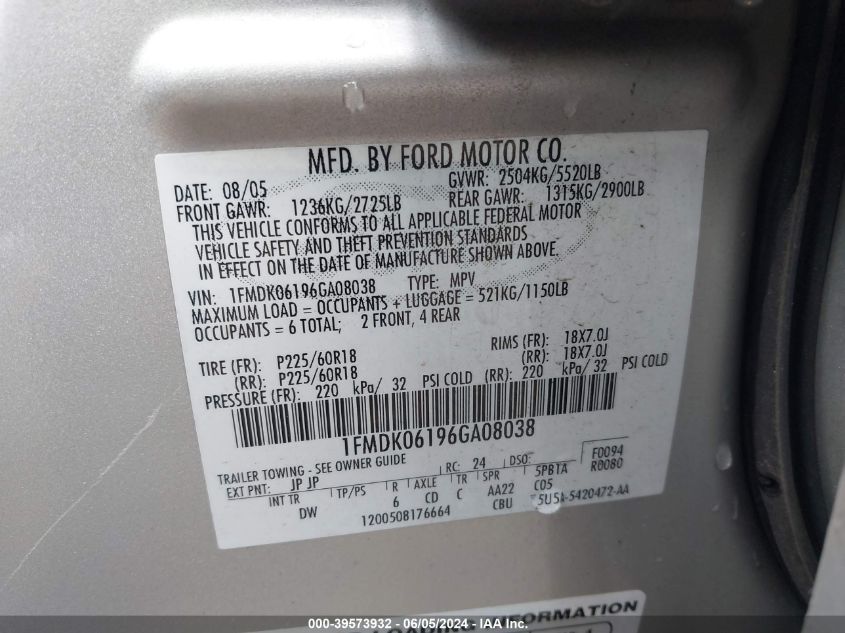 MFD. BY FORD MOTOR CO.
DATE: 08/05 GVWR: 2504KG/5520LB
FRONT GAWR: 1236KG/2725LB REAR GAWR: 1315KG/2900LB
THIS VEHICLE CONFORMS TO ALL APPLICABLE FEDERAL MOTOR
VEHICLE SAFETY AND THEFT PREVENTION STANDARDS
IN EFFECT ON THE DATE OF MANUFACTURE SHOWN ABOVE.
VIN: 1FMDK06196GA08038 TYPE: MPV
MAXIMUM LOAD = OCCUPANTS + LUGGAGE = 521KG/1150LB
OCCUPANTS = 6 TOTAL; 2 FRONT, 4 REAR
TIRE (FR): P225/60R18 RIMS (FR): 18X7.0J
(RR): P225/60R18 (RR): 18X7.0J
PRESSURE (FR): 220 kPa/ 32 PSI COLD (RR): 220 kPa/ 32 PSI COLD
1FMDK06196GA08038
TRAILER TOWING - SEE OWNER GUIDE RC: 24 DSO: F0094
EXT PNT: JP JP R0080
INT TR TP/PS R AXLE TR SPR 5PBTA
DW 6 CD C AA22 C05
1200508176664 CBU 5U5A-5420472-AA
LOADING INFORMATION
000-39573932 - 06/05/2024 - IAA Inc.